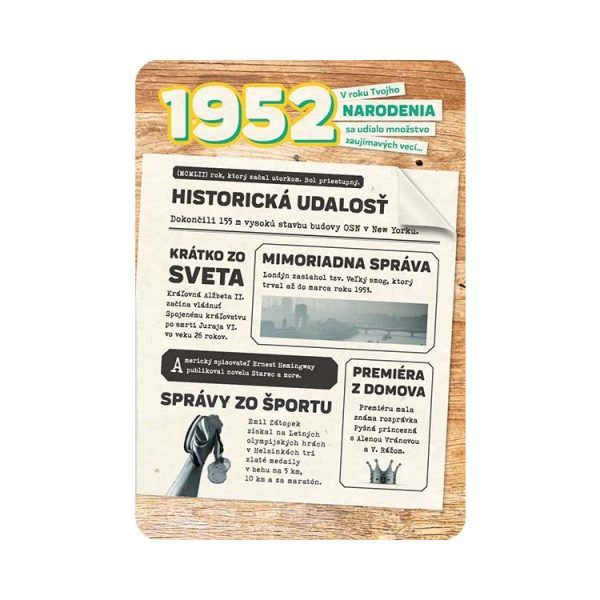 1952
V roku Tvojho
NARODENIA
sa udialo množstvo
zaujímavých vecí...
(MCMLII) rok, ktorý začal utorkom. Bol priestupný.
HISTORICKÁ UDALOSŤ
Dokončili 155 m vysokú stavbu budovy OSN v New Yorku.
KRÁTKO ZO
SVETA
Kráľovná Alžbeta II.
začína vládnuť
Spojenému kráľovstvu
po smrti Juraja VI.
vo veku 26 rokov.
MIMORIADNA SPRÁVA
Londýn zasiahol tzv. Veľký smog, ktorý
trval až do marca roku 1953.
Americký spisovateľ Ernest Hemingway
publikoval novelu Starec a more.
SPRÁVY ZO ŠPORTU
Emil Zátopek
získal na Letných
olympijských hrách
v Helsinkách tri
zlaté medaily
v behu na 5 km,
10 km a za maratón.
PREMIÉRA
Z DOMOVA
Premiéru mala
známa rozprávka
Pyšná princezná
s Alenou Vránovou
a V. Rážom.